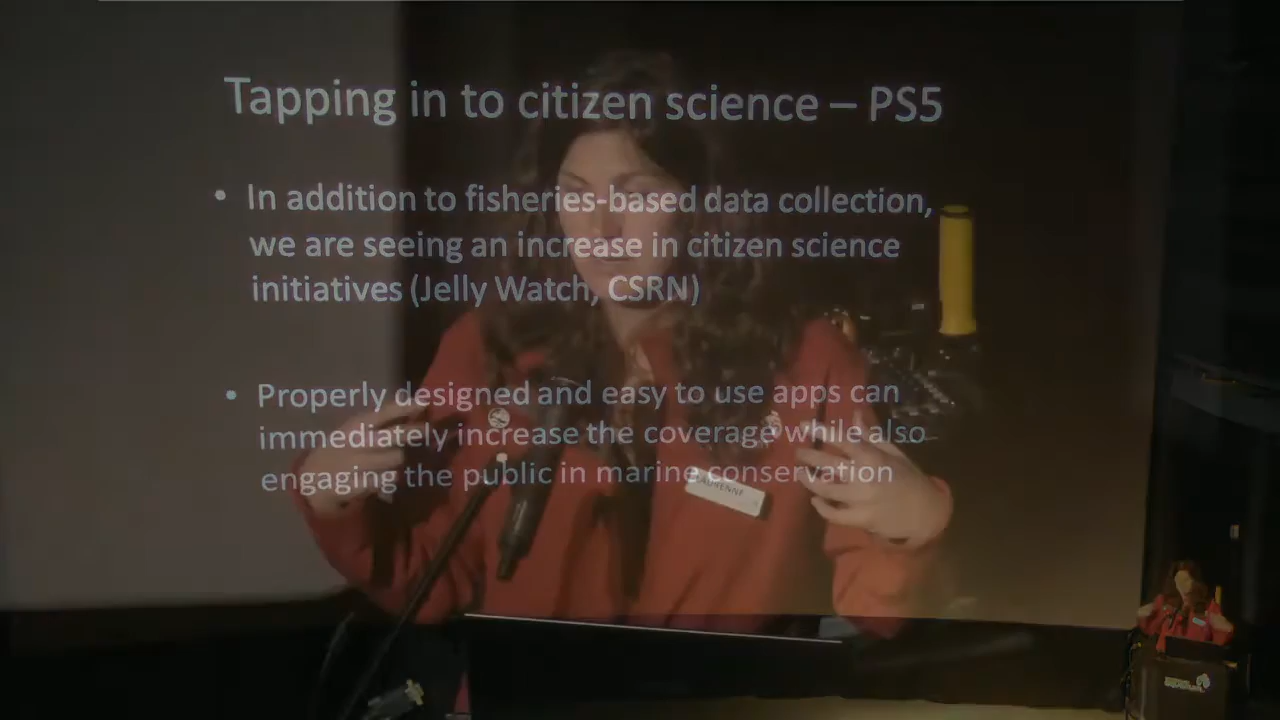 Tapping in to citizen science – PS5
• In addition to fisheries-based data collection,
we are seeing an increase in citizen science
initiatives (Jelly Watch, CSRN)
• Properly designed and easy to use apps can
immediately increase the coverage while also
engaging the public in marine conservation
LAURENNE